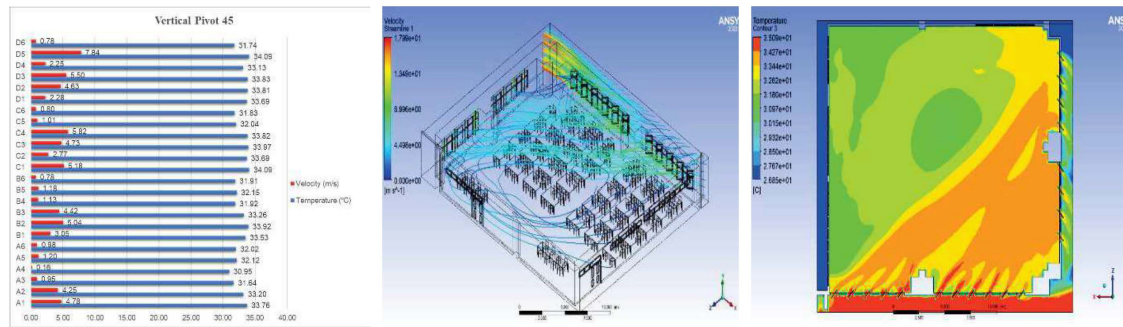 Vertical Pivot 45
D6 0.78 31.74
D5 7.84 34.09
D4 2.25 33.13
D3 5.50 33.83
D2 4.63 33.81
D1 2.28 33.69
C6 0.80 31.83
C5 1.01 32.04
C4 5.82 33.82
C3 4.73 33.97
C2 2.77 33.69
C1 5.18 34.09
B6 0.78 31.91
B5 1.18 32.15
B4 1.13 31.92
B3 4.42 33.26
B2 5.04 33.92
B1 3.05 33.53
A6 0.98 32.02
A5 1.20 32.12
A4 0.16 30.95
A3 0.95 31.64
A2 4.25 33.20
A1 4.78 33.76
0.00 5.00 10.00 15.00 20.00 25.00 30.00 35.00 40.00
Velocity (m/s)
Temperature (°C)
Velocity
Streamline 1
1.799e+01
1.349e+01
8.996e+00
4.498e+00
0.000e+00
[m s^-1]
ANSY
Temperature
Contour 3
3.509e+01
3.427e+01
3.344e+01
3.262e+01
3.180e+01
3.097e+01
3.015e+01
2.932e+01
2.850e+01
2.767e+01
2.685e+01
[C]
ANS